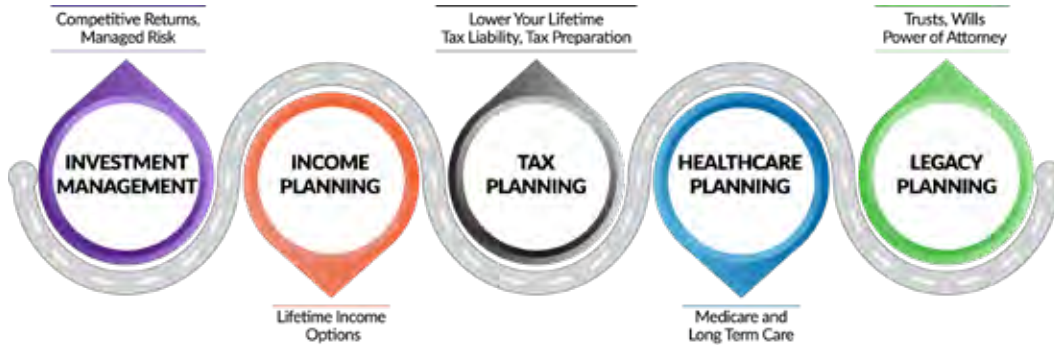 Competitive Returns,
Managed Risk
INVESTMENT
MANAGEMENT
INCOME
PLANNING
Lifetime Income
Options
Lower Your Lifetime
Tax Liability, Tax Preparation
TAX
PLANNING
HEALTHCARE
PLANNING
Medicare and
Long Term Care
Trusts, Wills
Power of Attorney
LEGACY
PLANNING